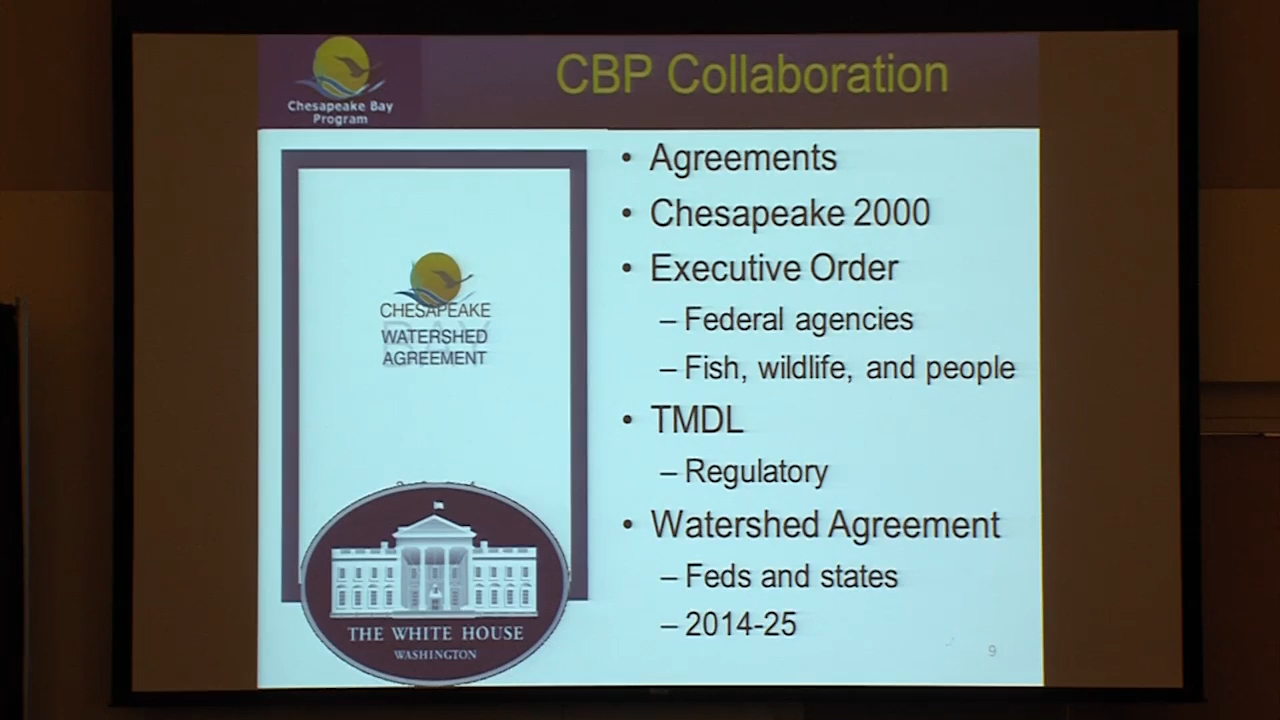 Chesapeake Bay
Program
CBP Collaboration
CHESAPEAKE
BAY
WATERSHED
AGREEMENT
THE WHITE HOUSE
WASHINGTON
• Agreements
• Chesapeake 2000
• Executive Order
– Federal agencies
– Fish, wildlife, and people
• TMDL
– Regulatory
• Watershed Agreement
– Feds and states
– 2014-25
9